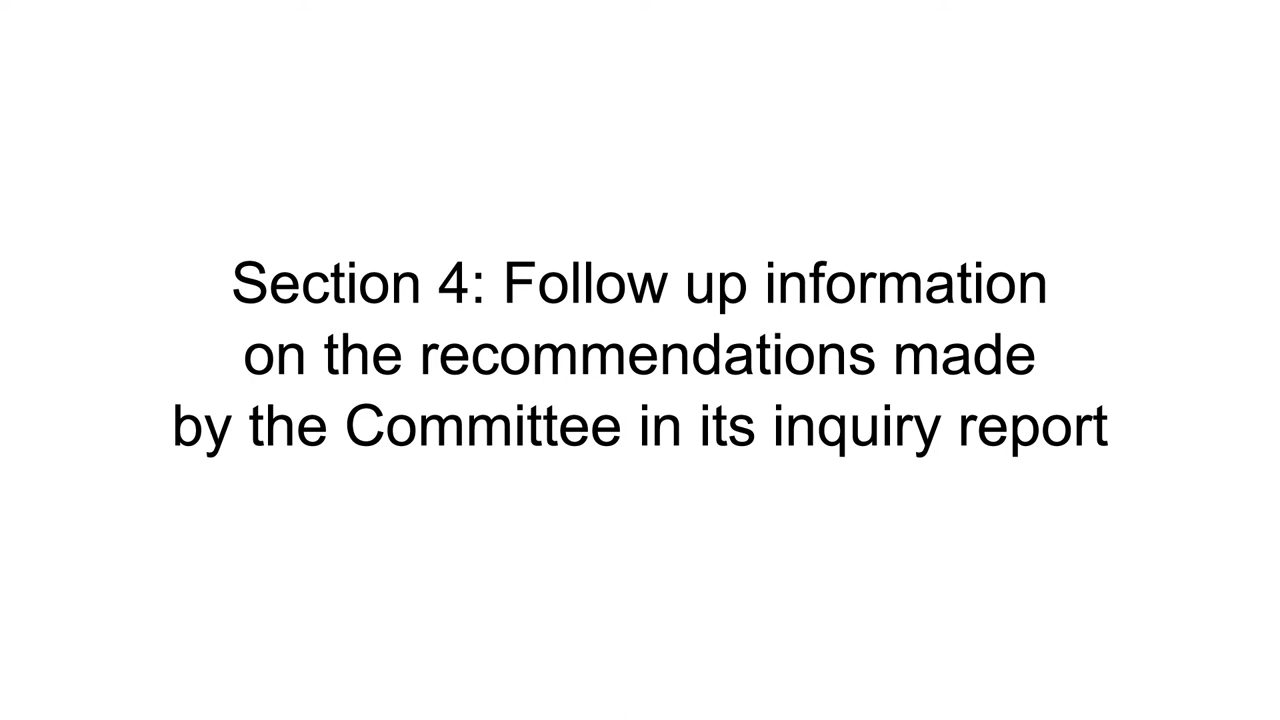 Section 4: Follow up information
on the recommendations made
by the Committee in its inquiry report